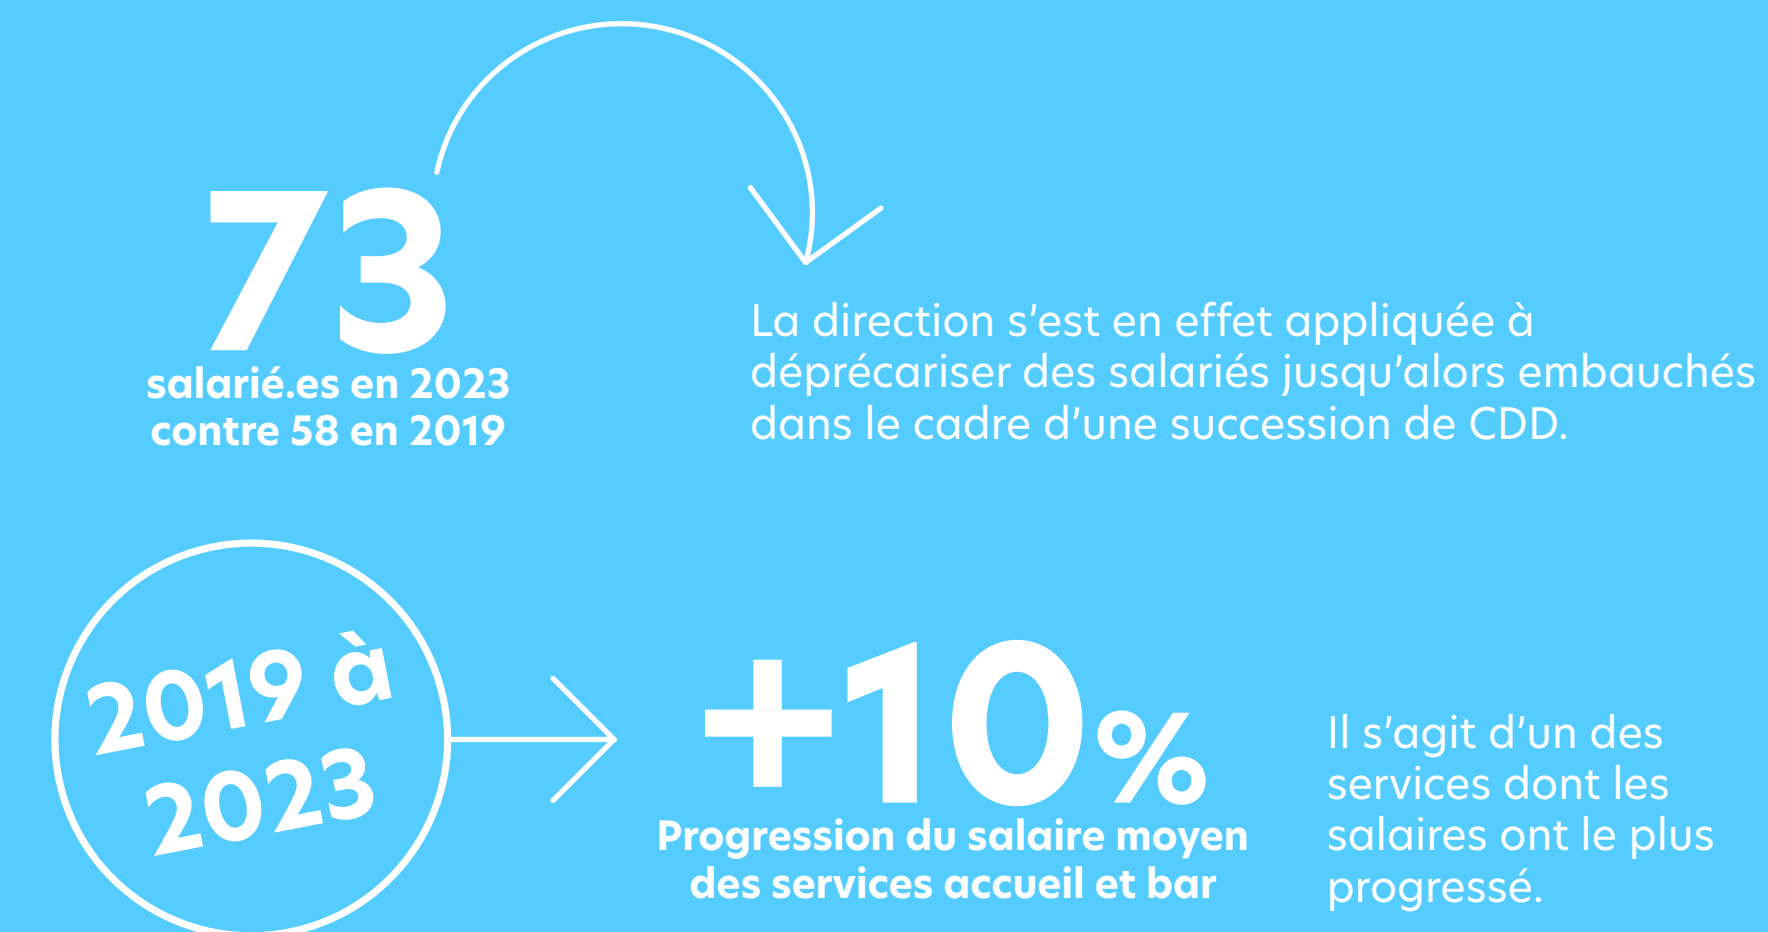 73
salarié.es en 2023
contre 58 en 2019
La direction s’est en effet appliquée à
déprécariser des salariés jusqu’alors embauchés
dans le cadre d’une succession de CDD.
2019 à
2023
+10%
Progression du salaire moyen
des services accueil et bar
Il s’agit d’un des
services dont les
salaires ont le plus
progressé.